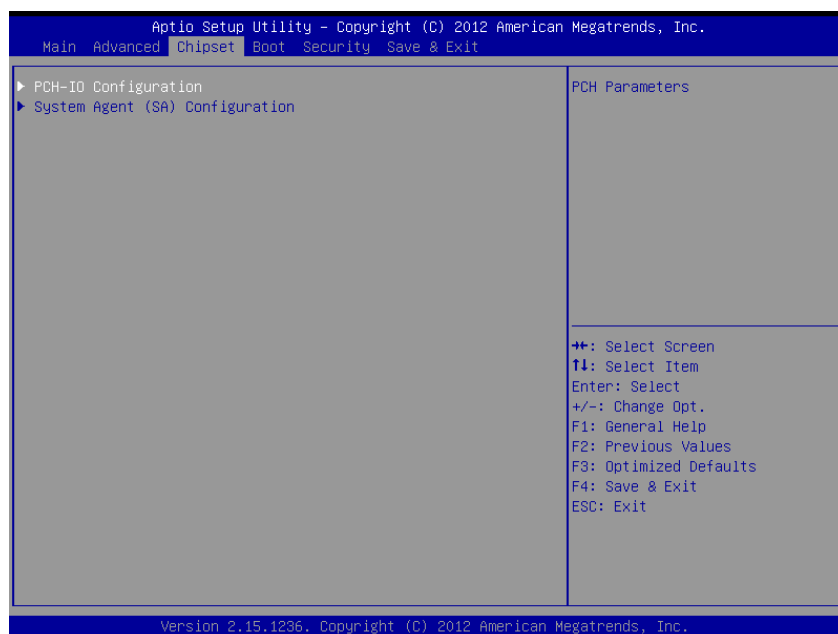 Aptio Setup Utility – Copyright (C) 2012 American Megatrends, Inc.
Main Advanced Chipset Boot Security Save & Exit
▶ PCH-IO Configuration
▶ System Agent (SA) Configuration
PCH Parameters
→←: Select Screen
↑↓: Select Item
Enter: Select
+/-: Change Opt.
F1: General Help
F2: Previous Values
F3: Optimized Defaults
F4: Save & Exit
ESC: Exit
Version 2.15.1236. Copyright (C) 2012 American Megatrends, Inc.